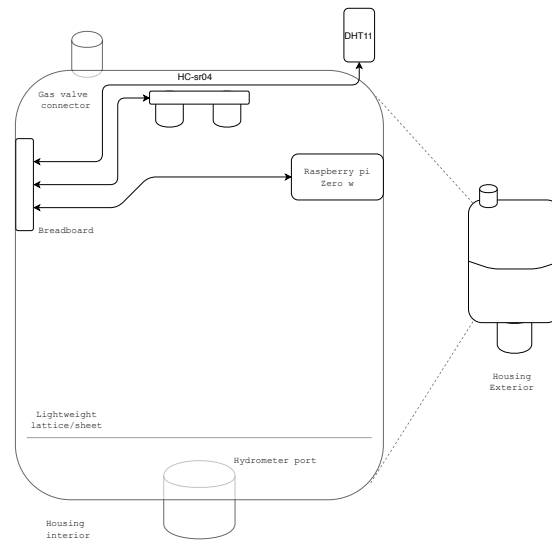 DHT11
HC-sr04
Gas valve
connector
Raspberry pi
Zero w
Breadboard
Housing
Exterior
Lightweight
lattice/sheet
Hydrometer port
Housing
interior